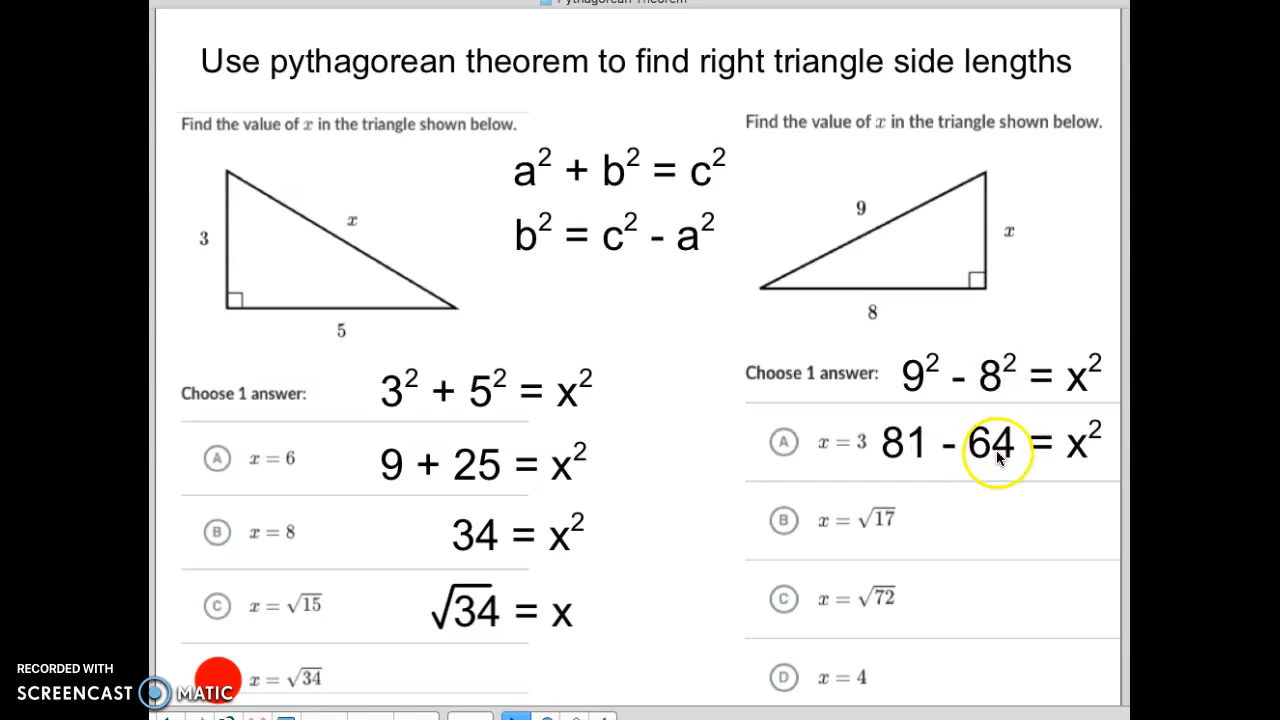 Pythagorean Theorem
Use pythagorean theorem to find right triangle side lengths
Find the value of x in the triangle shown below.
3
x
5
a² + b² = c²
b² = c² - a²
Choose 1 answer:
3² + 5² = x²
A x = 6
9 + 25 = x²
B x = 8
34 = x²
C x = √15
√34 = x
x = √34
Find the value of x in the triangle shown below.
9
x
8
Choose 1 answer:
9² - 8² = x²
A x = 3
81 - 64 = x²
B x = √17
C x = √72
D x = 4
RECORDED WITH
SCREENCAST MATIC